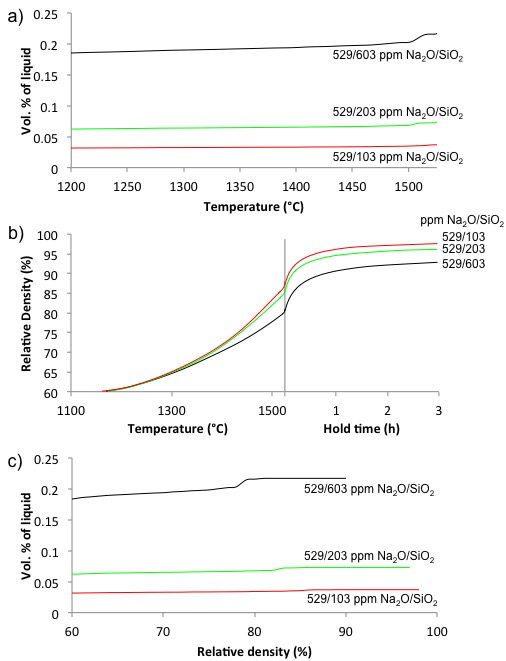 a)
0.25
0.2
0.15
0.1
0.05
0
Vol. % of liquid
529/603 ppm Na₂O/SiO₂
529/203 ppm Na₂O/SiO₂
529/103 ppm Na₂O/SiO₂
1200 1250 1300 1350 1400 1450 1500
Temperature (°C)
b)
ppm Na₂O/SiO₂
100
95
90
85
80
75
70
65
60
Relative Density (%)
529/103
529/203
529/603
1100 1300 1500 1 2 3
Temperature (°C) Hold time (h)
c)
0.25
0.2
0.15
0.1
0.05
0
Vol. % of liquid
529/603 ppm Na₂O/SiO₂
529/203 ppm Na₂O/SiO₂
529/103 ppm Na₂O/SiO₂
60 70 80 90 100
Relative density (%)